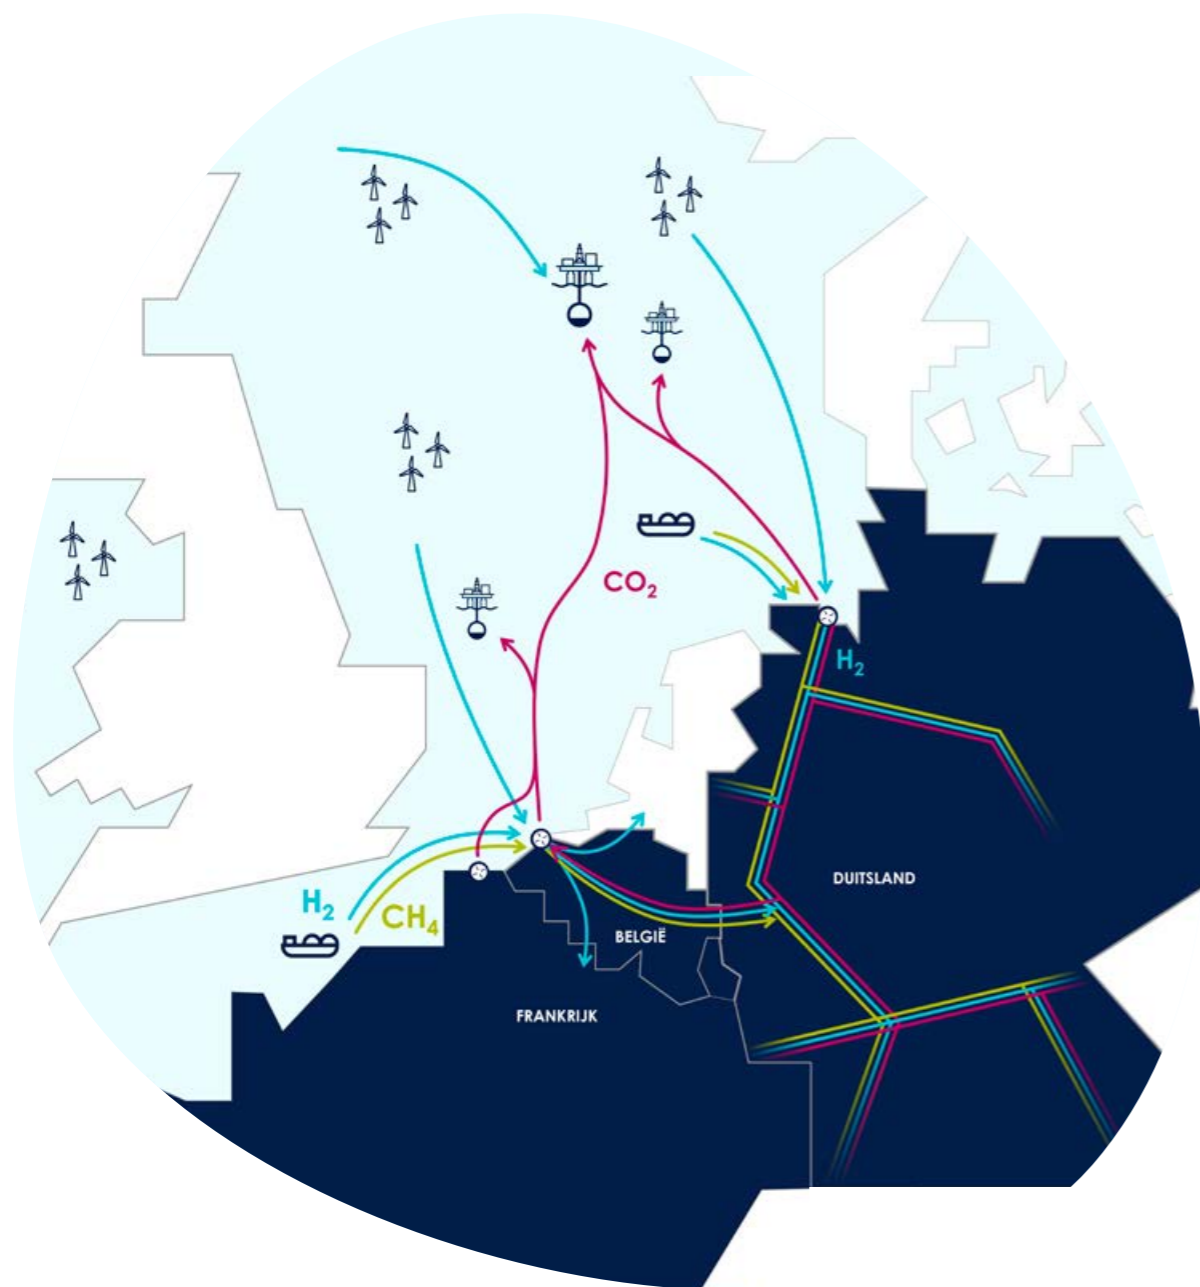 CO₂
H₂
DUITSLAND
H₂
CH₄
BELGIË
FRANKRIJK